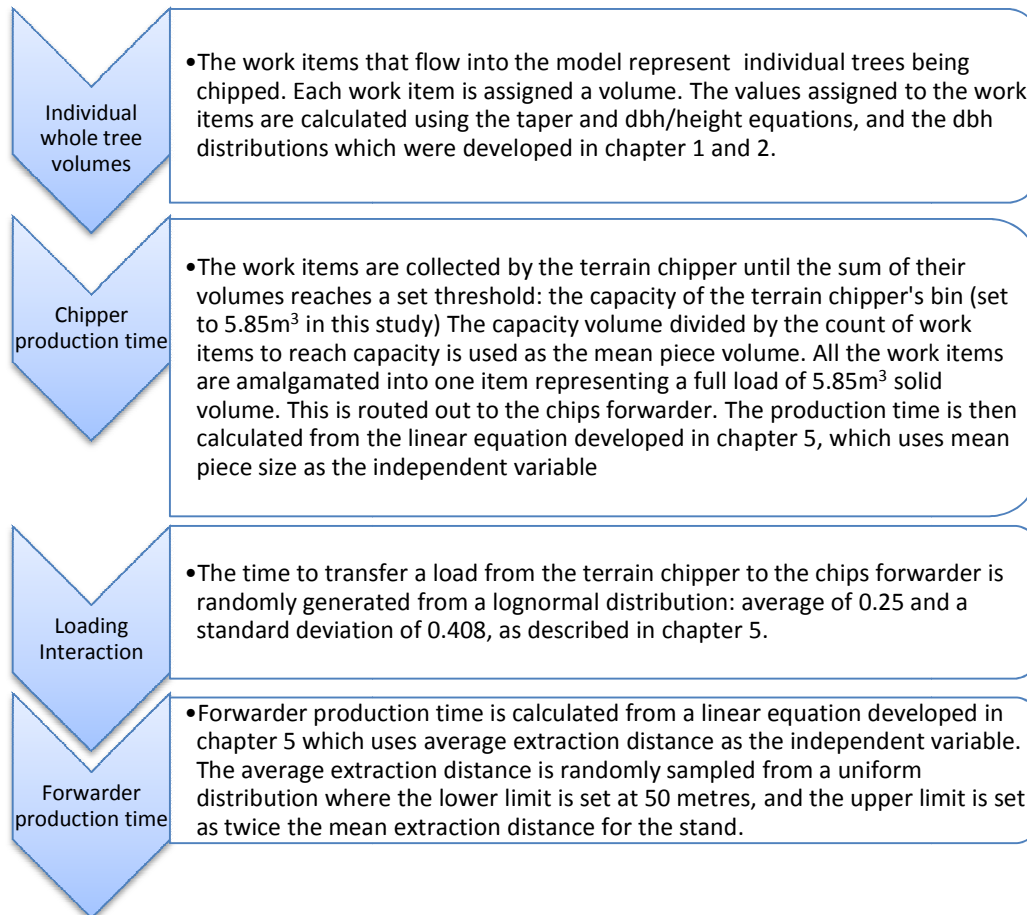 Individual
whole tree
volumes
•The work items that flow into the model represent  individual trees being
chipped. Each work item is assigned a volume. The values assigned to the work
items are calculated using the taper and dbh/height equations, and the dbh
distributions which were developed in chapter 1 and 2.
Chipper
production time
•The work items are collected by the terrain chipper until the sum of their
volumes reaches a set threshold: the capacity of the terrain chipper's bin (set
to 5.85m³ in this study) The capacity volume divided by the count of work
items to reach capacity is used as the mean piece volume. All the work items
are amalgamated into one item representing a full load of 5.85m³ solid
volume. This is routed out to the chips forwarder. The production time is then
calculated from the linear equation developed in chapter 5, which uses mean
piece size as the independent variable
Loading
Interaction
•The time to transfer a load from the terrain chipper to the chips forwarder is
randomly generated from a lognormal distribution: average of 0.25 and a
standard deviation of 0.408, as described in chapter 5.
Forwarder
production time
•Forwarder production time is calculated from a linear equation developed in
chapter 5 which uses average extraction distance as the independent variable.
The average extraction distance is randomly sampled from a uniform
distribution where the lower limit is set at 50 metres, and the upper limit is set
as twice the mean extraction distance for the stand.